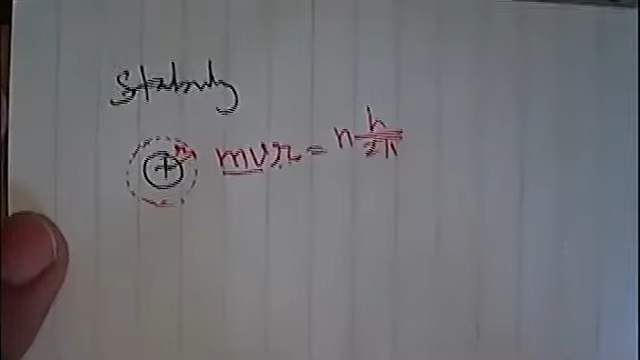 Stability
+
mvr = n h/2π